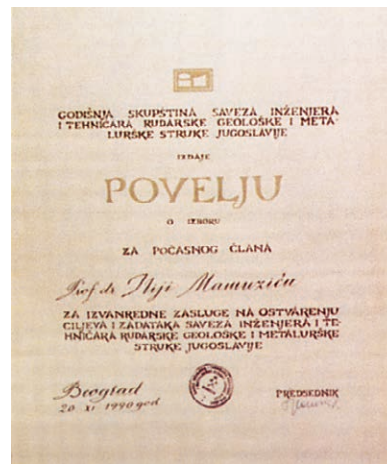 GODIŠNJA SKUPŠTINA SAVEZA INŽENJERA
I TEHNIČARA RUDARSKE GEOLOŠKE I META-
LURŠKE STRUKE JUGOSLAVIJE
IZDAJE
POVELJU
O IZBORU
ZA POČASNOG ČLANA
Prof dr Iliji Mamuziću
ZA IZVANREDNE ZASLUGE NA OSTVARENJU
CILJEVA I ZADATAKA SAVEZA INŽENJERA I TE-
HNIČARA RUDARSKE GEOLOŠKE I METALURŠKE
STRUKE JUGOSLAVIJE
Beograd
20. XI. 1990 god
PREDSEDNIK